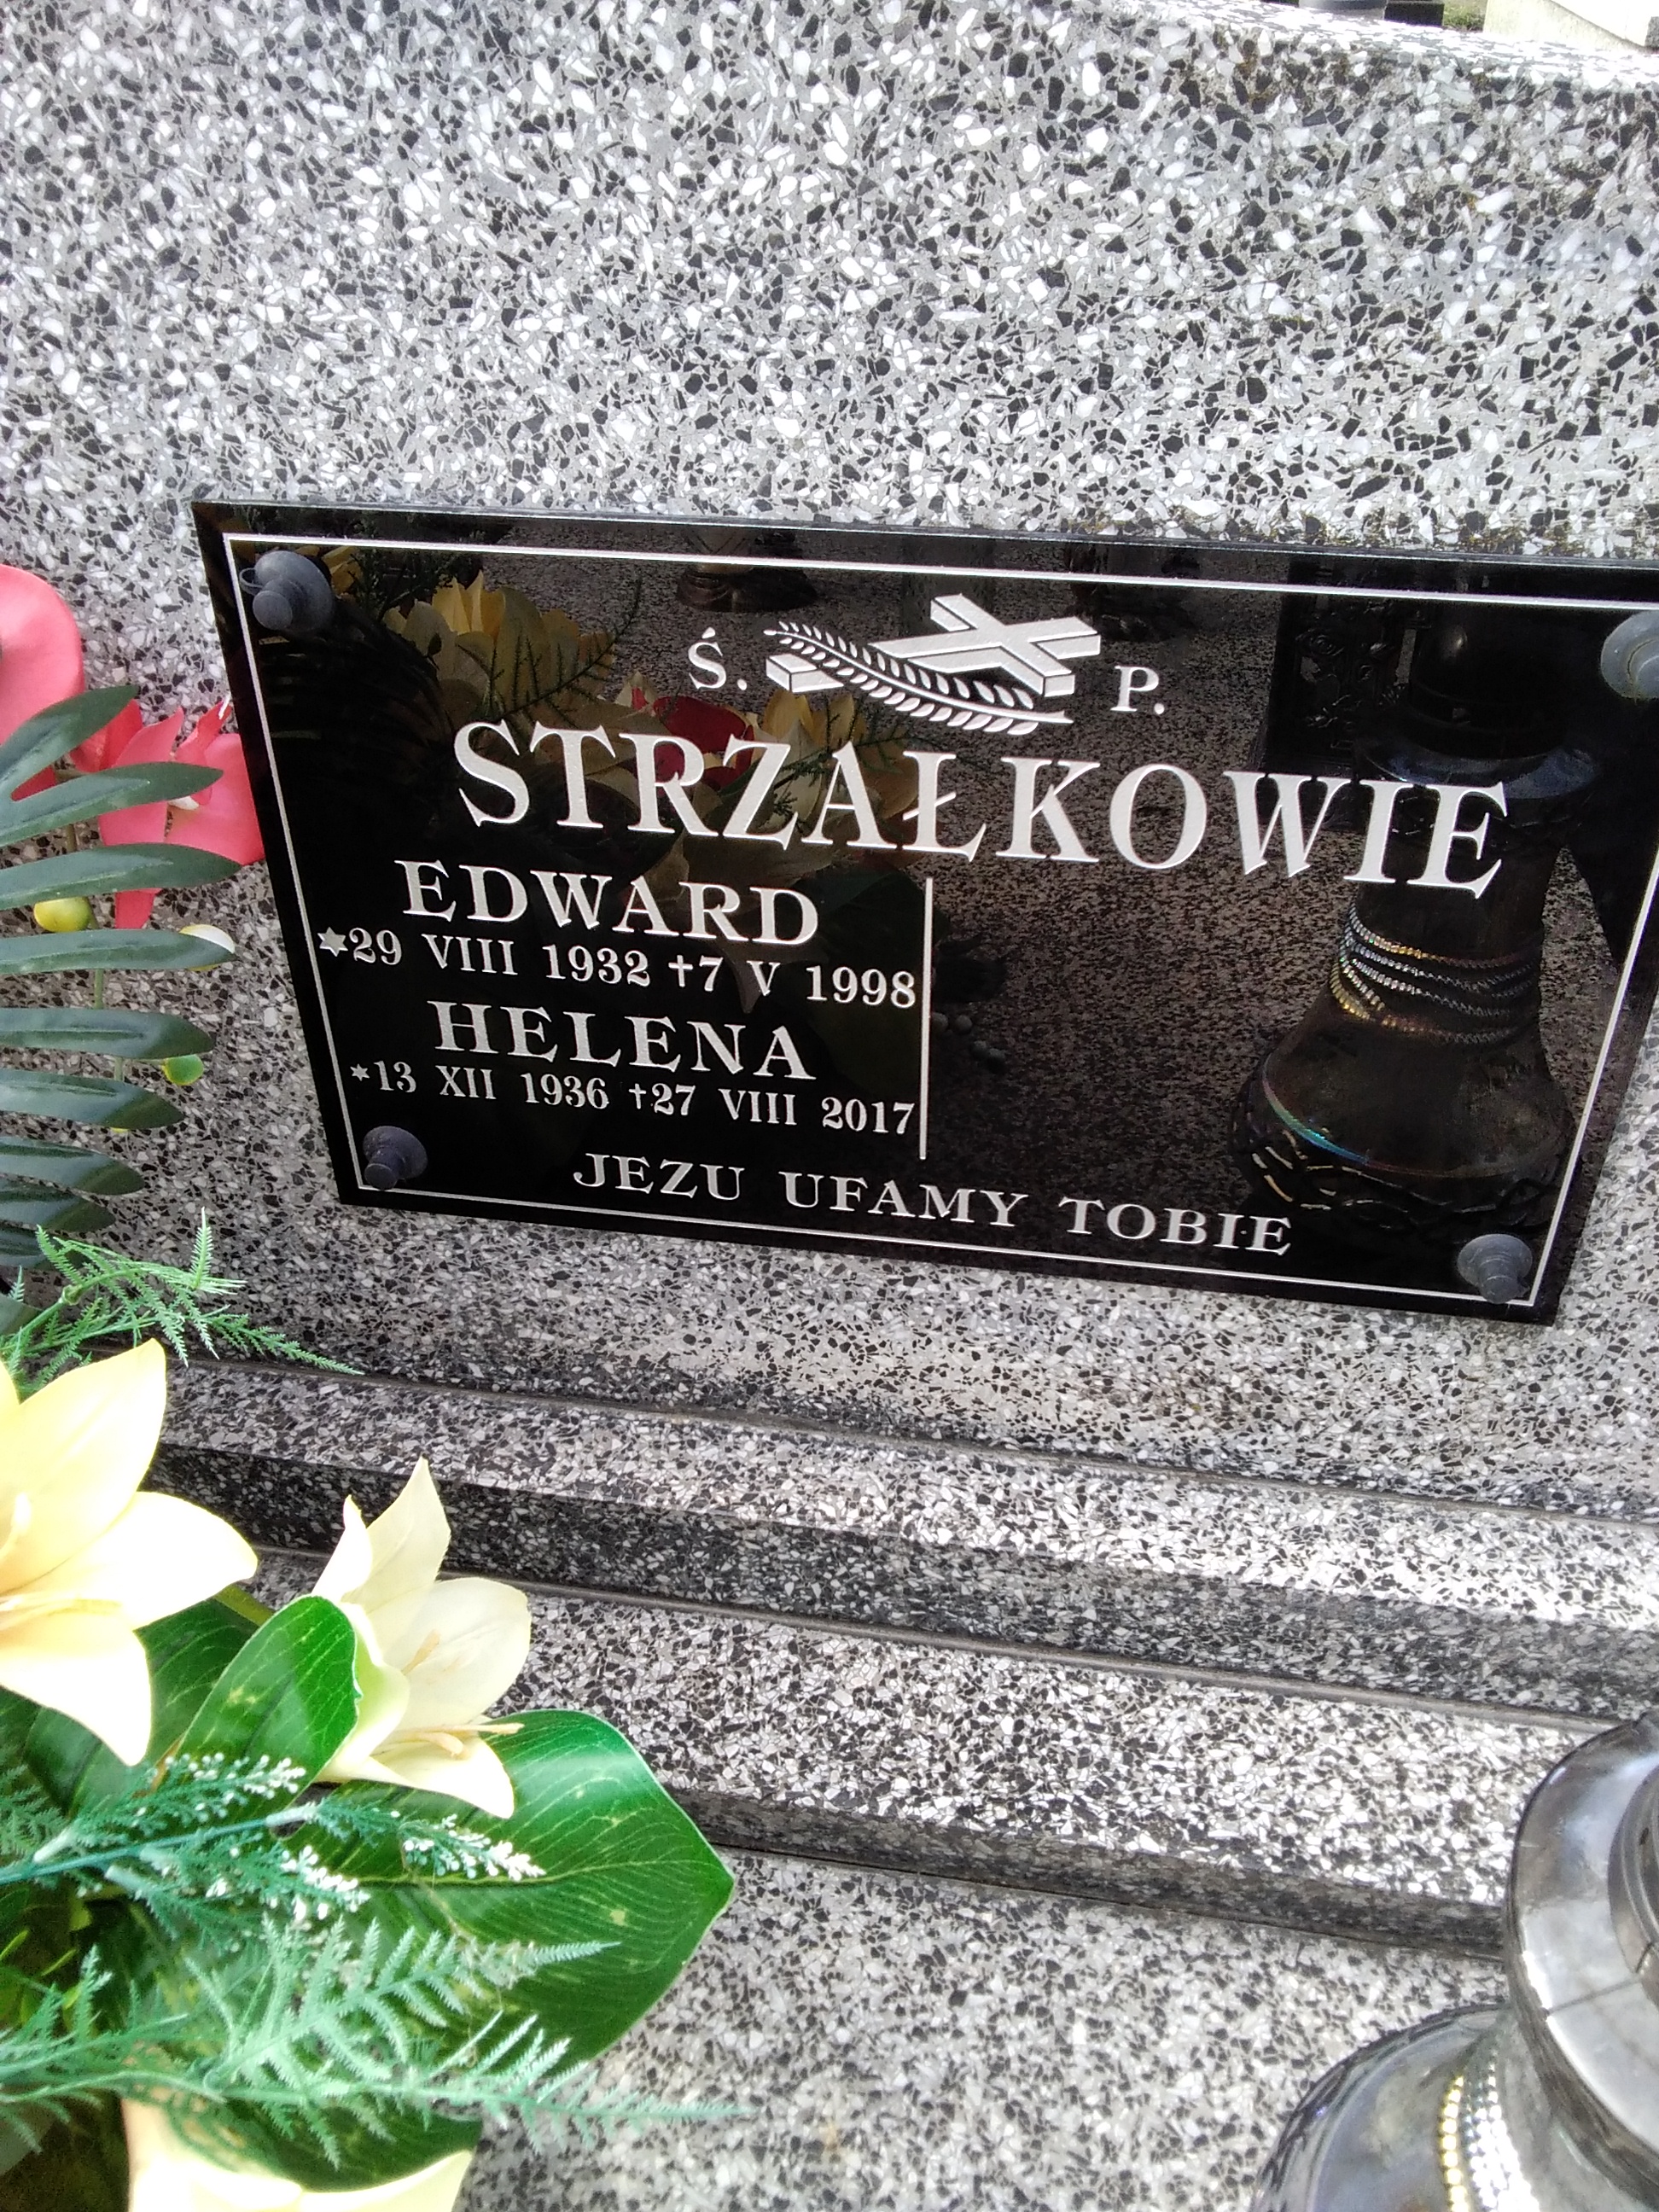 Ś. P.
STRZAŁKOWIE
EDWARD
✶29 VIII 1932 ✝7 V 1998
HELENA
✶13 XII 1936 ✝27 VIII 2017
JEZU UFAMY TOBIE